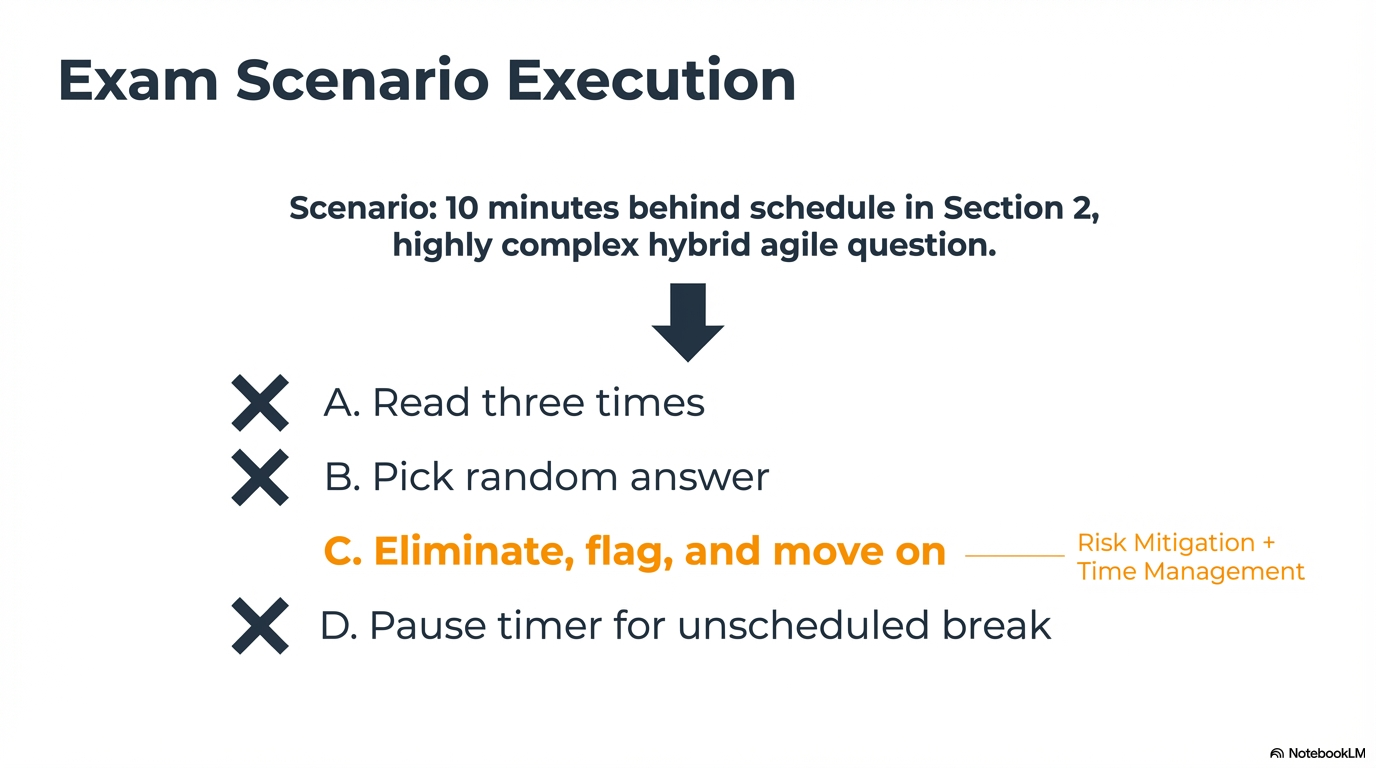 Exam Scenario Execution
Scenario: 10 minutes behind schedule in Section 2,
highly complex hybrid agile question.
A. Read three times
B. Pick random answer
C. Eliminate, flag, and move on
Risk Mitigation +
Time Management
D. Pause timer for unscheduled break
NotebookLM